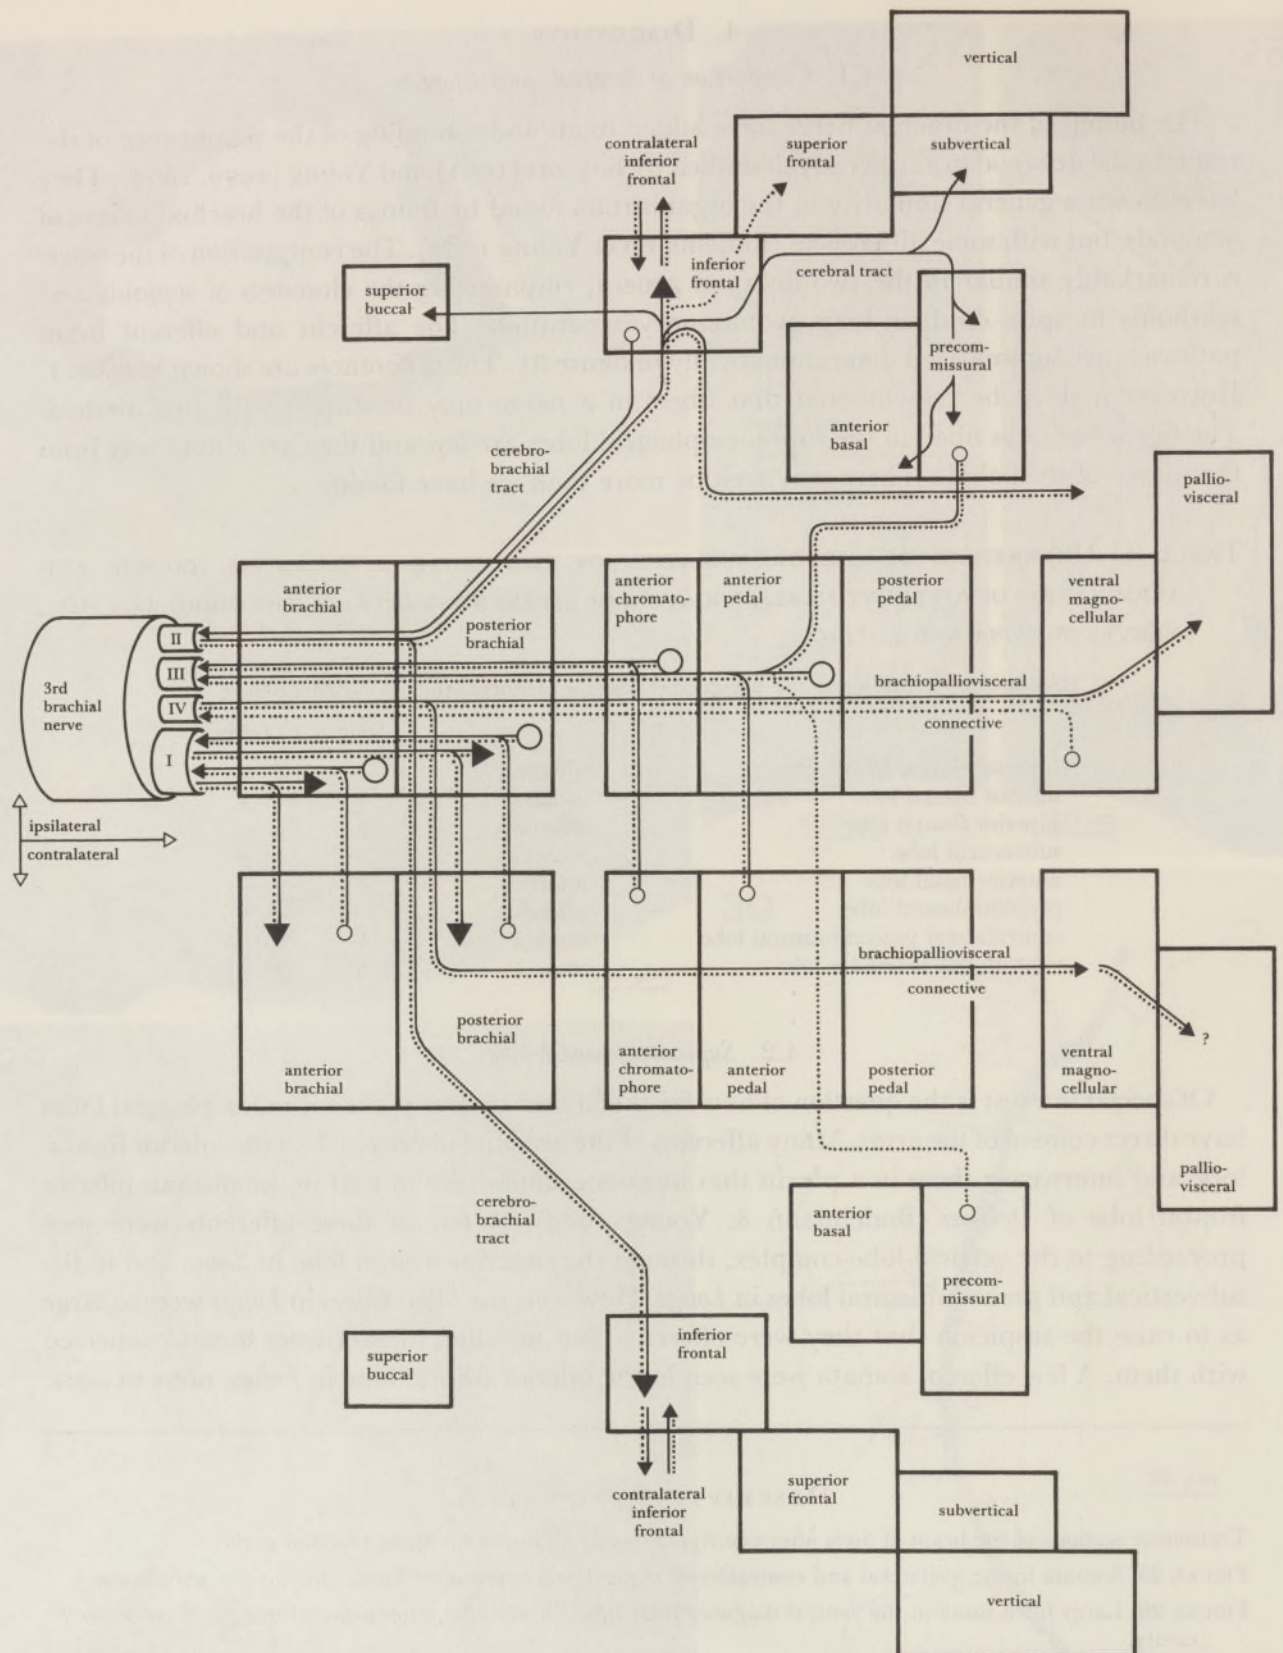 vertical
contralateral
inferior
frontal
superior
frontal
subvertical
inferior
frontal
cerebral tract
superior
buccal
precom-
missural
anterior
basal
cerebro-
brachial
tract
pallio-
visceral
anterior
brachial
posterior
brachial
anterior
chromato-
phore
anterior
pedal
posterior
pedal
ventral
magno-
cellular
II
III
IV
I
3rd
brachial
nerve
brachiopalliovisceral
connective
ipsilateral
contralateral
brachiopalliovisceral
connective
posterior
brachial
anterior
brachial
anterior
chromato-
phore
anterior
pedal
posterior
pedal
ventral
magno-
cellular
?
pallio-
visceral
cerebro-
brachial
tract
anterior
basal
precom-
missural
inferior
frontal
superior
buccal
contralateral
inferior
frontal
superior
frontal
subvertical
vertical